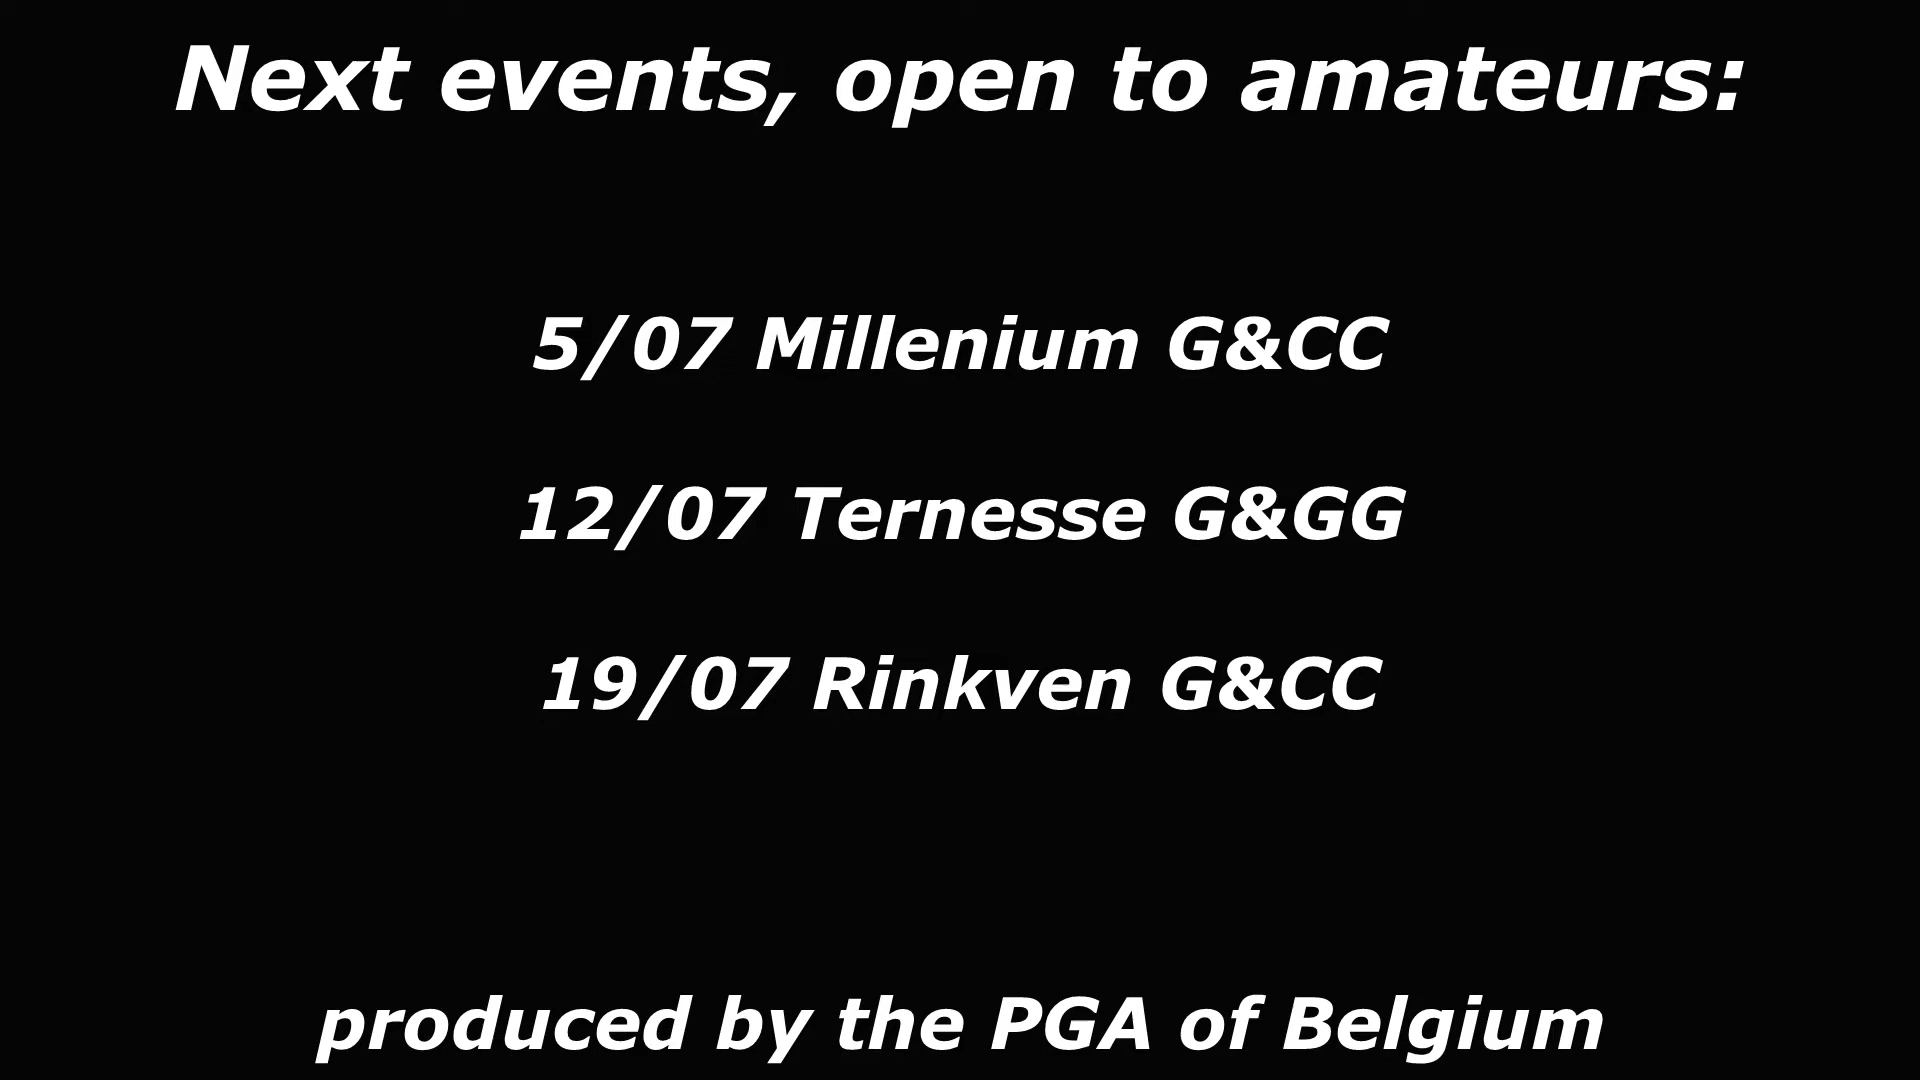 Next events, open to amateurs:
5/07 Millenium G&CC
12/07 Ternesse G&GG
19/07 Rinkven G&CC
produced by the PGA of Belgium